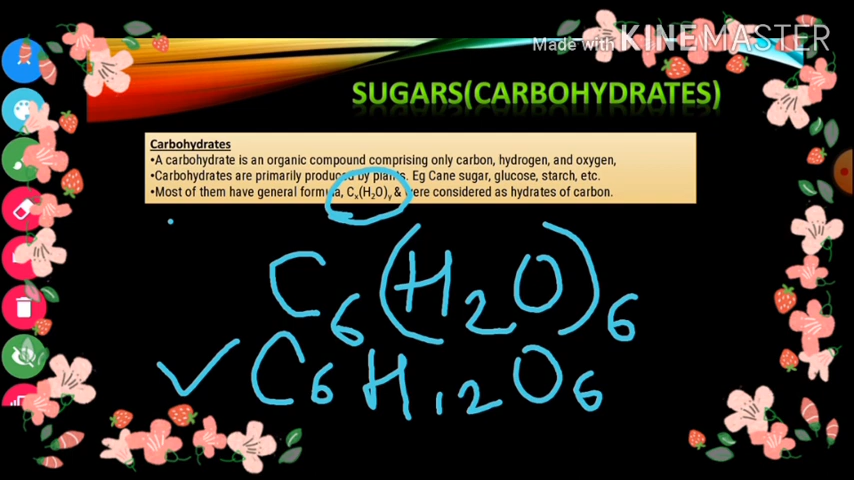 Made with KINEMASTER
SUGARS(CARBOHYDRATES)
Carbohydrates
•A carbohydrate is an organic compound comprising only carbon, hydrogen, and oxygen,
•Carbohydrates are primarily produced by plants. Eg Cane sugar, glucose, starch, etc.
•Most of them have general formula, Cₓ(H₂O)ᵧ & were considered as hydrates of carbon.
C₆(H₂O)₆
✓ C₆H₁₂O₆